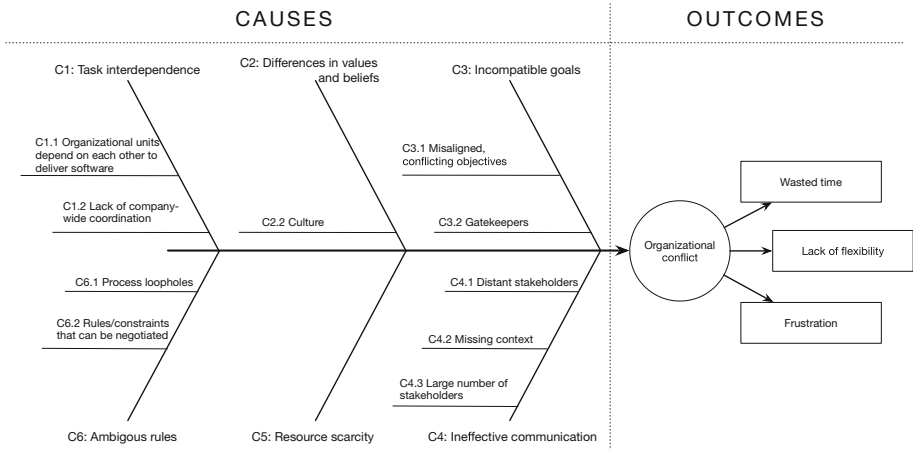 CAUSES
OUTCOMES
C1: Task interdependence
C2: Differences in values
and beliefs
C3: Incompatible goals
C1.1 Organizational units
depend on each other to
deliver software
C1.2 Lack of company-
wide coordination
C2.2 Culture
C3.1 Misaligned,
conflicting objectives
C3.2 Gatekeepers
C6.1 Process loopholes
C6.2 Rules/constraints
that can be negotiated
C4.1 Distant stakeholders
C4.2 Missing context
C4.3 Large number of
stakeholders
C6: Ambigous rules
C5: Resource scarcity
C4: Ineffective communication
Organizational
conflict
Wasted time
Lack of flexibility
Frustration